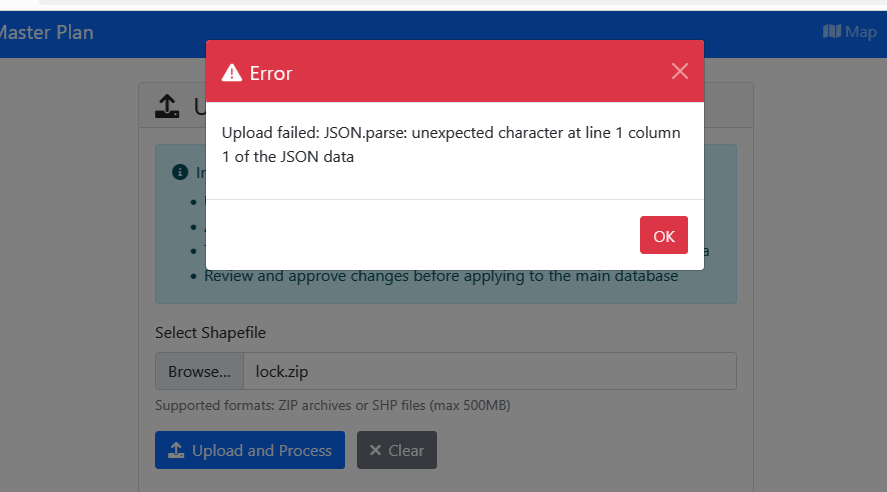 Master Plan
Map
Error
Upload failed: JSON.parse: unexpected character at line 1 column
1 of the JSON data
OK
Review and approve changes before applying to the main database
Select Shapefile
Browse... lock.zip
Supported formats: ZIP archives or SHP files (max 500MB)
Upload and Process
Clear